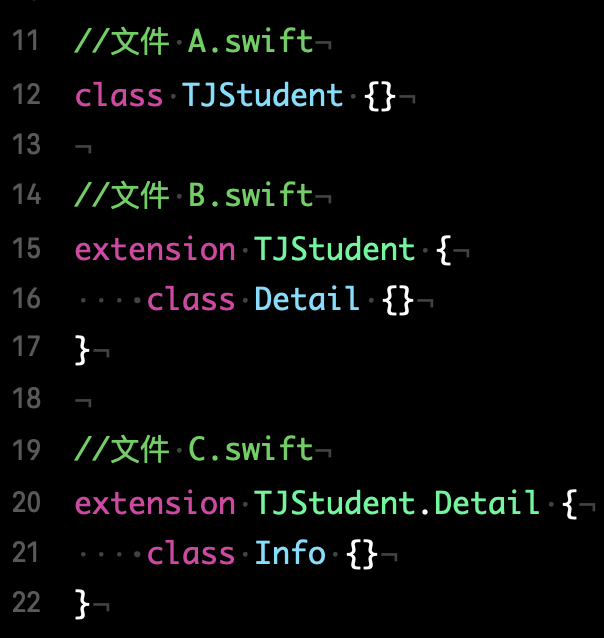 11 //文件 A.swift¬
12 class TJStudent {}¬
13 ¬
14 //文件 B.swift¬
15 extension TJStudent {¬
16 ····class Detail {}¬
17 }¬
18 ¬
19 //文件 C.swift¬
20 extension TJStudent.Detail {¬
21 ····class Info {}¬
22 }¬